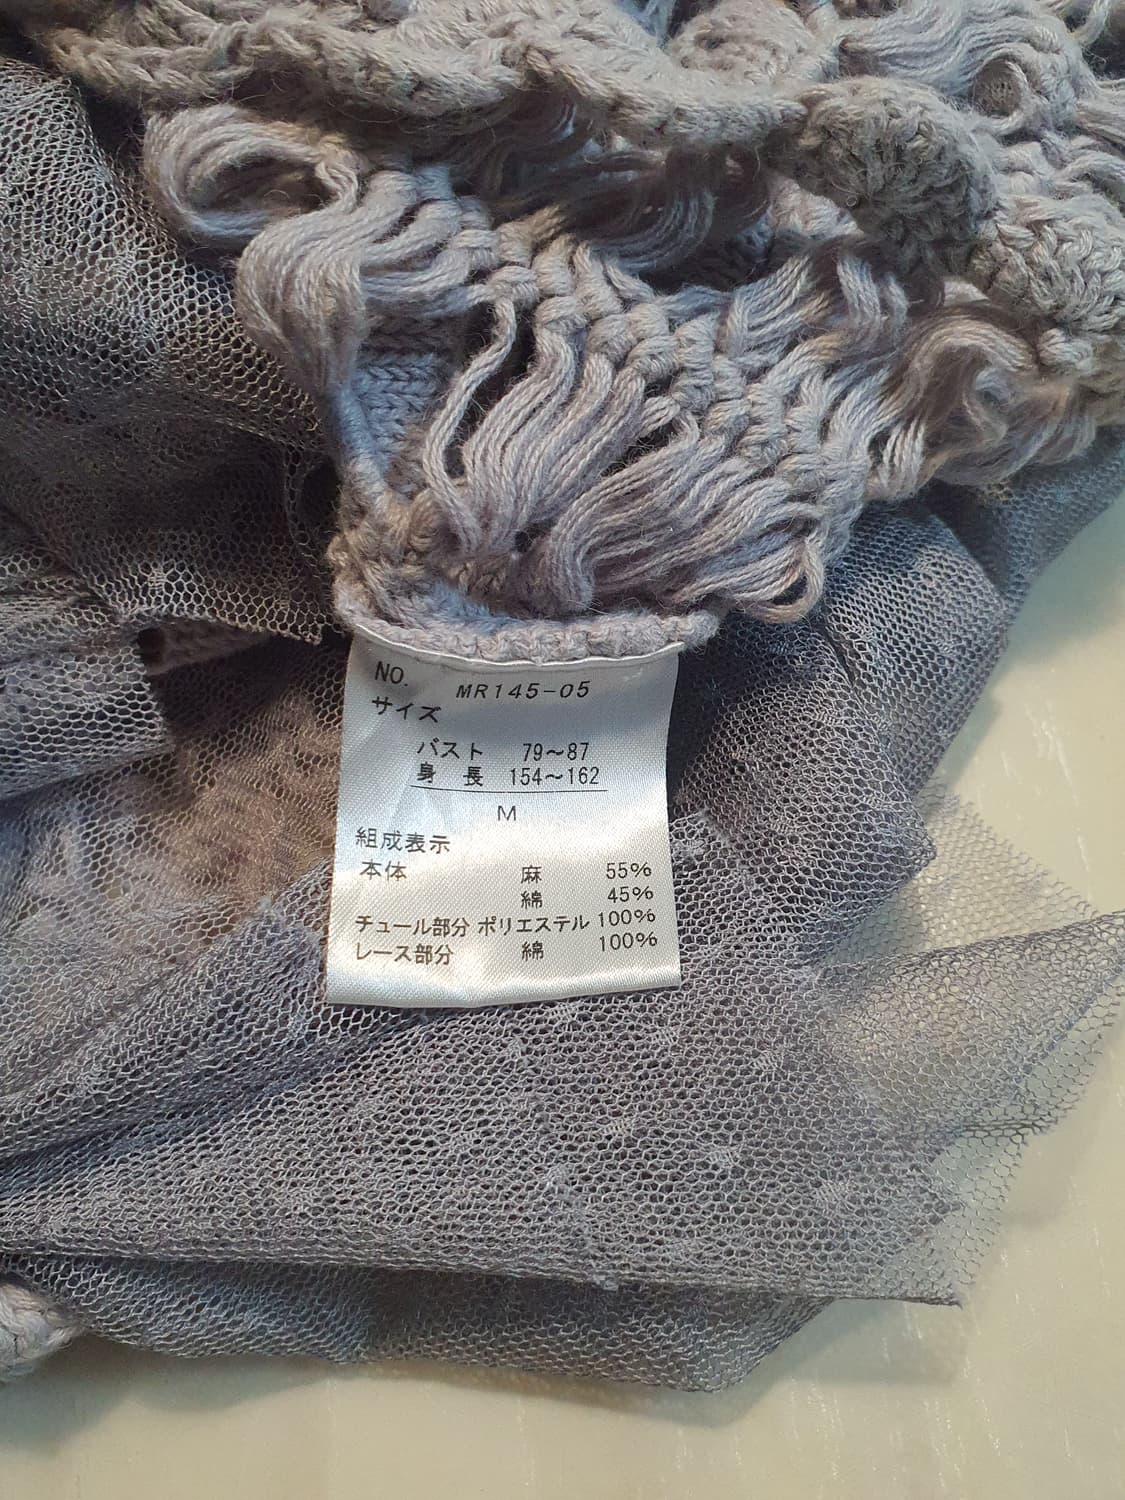 NO. MR145-05
サイズ
バスト 79～87
身 長 154～162
M
組成表示
本体 麻 55%
綿 45%
チュール部分 ポリエステル 100%
レース部分 綿 100%